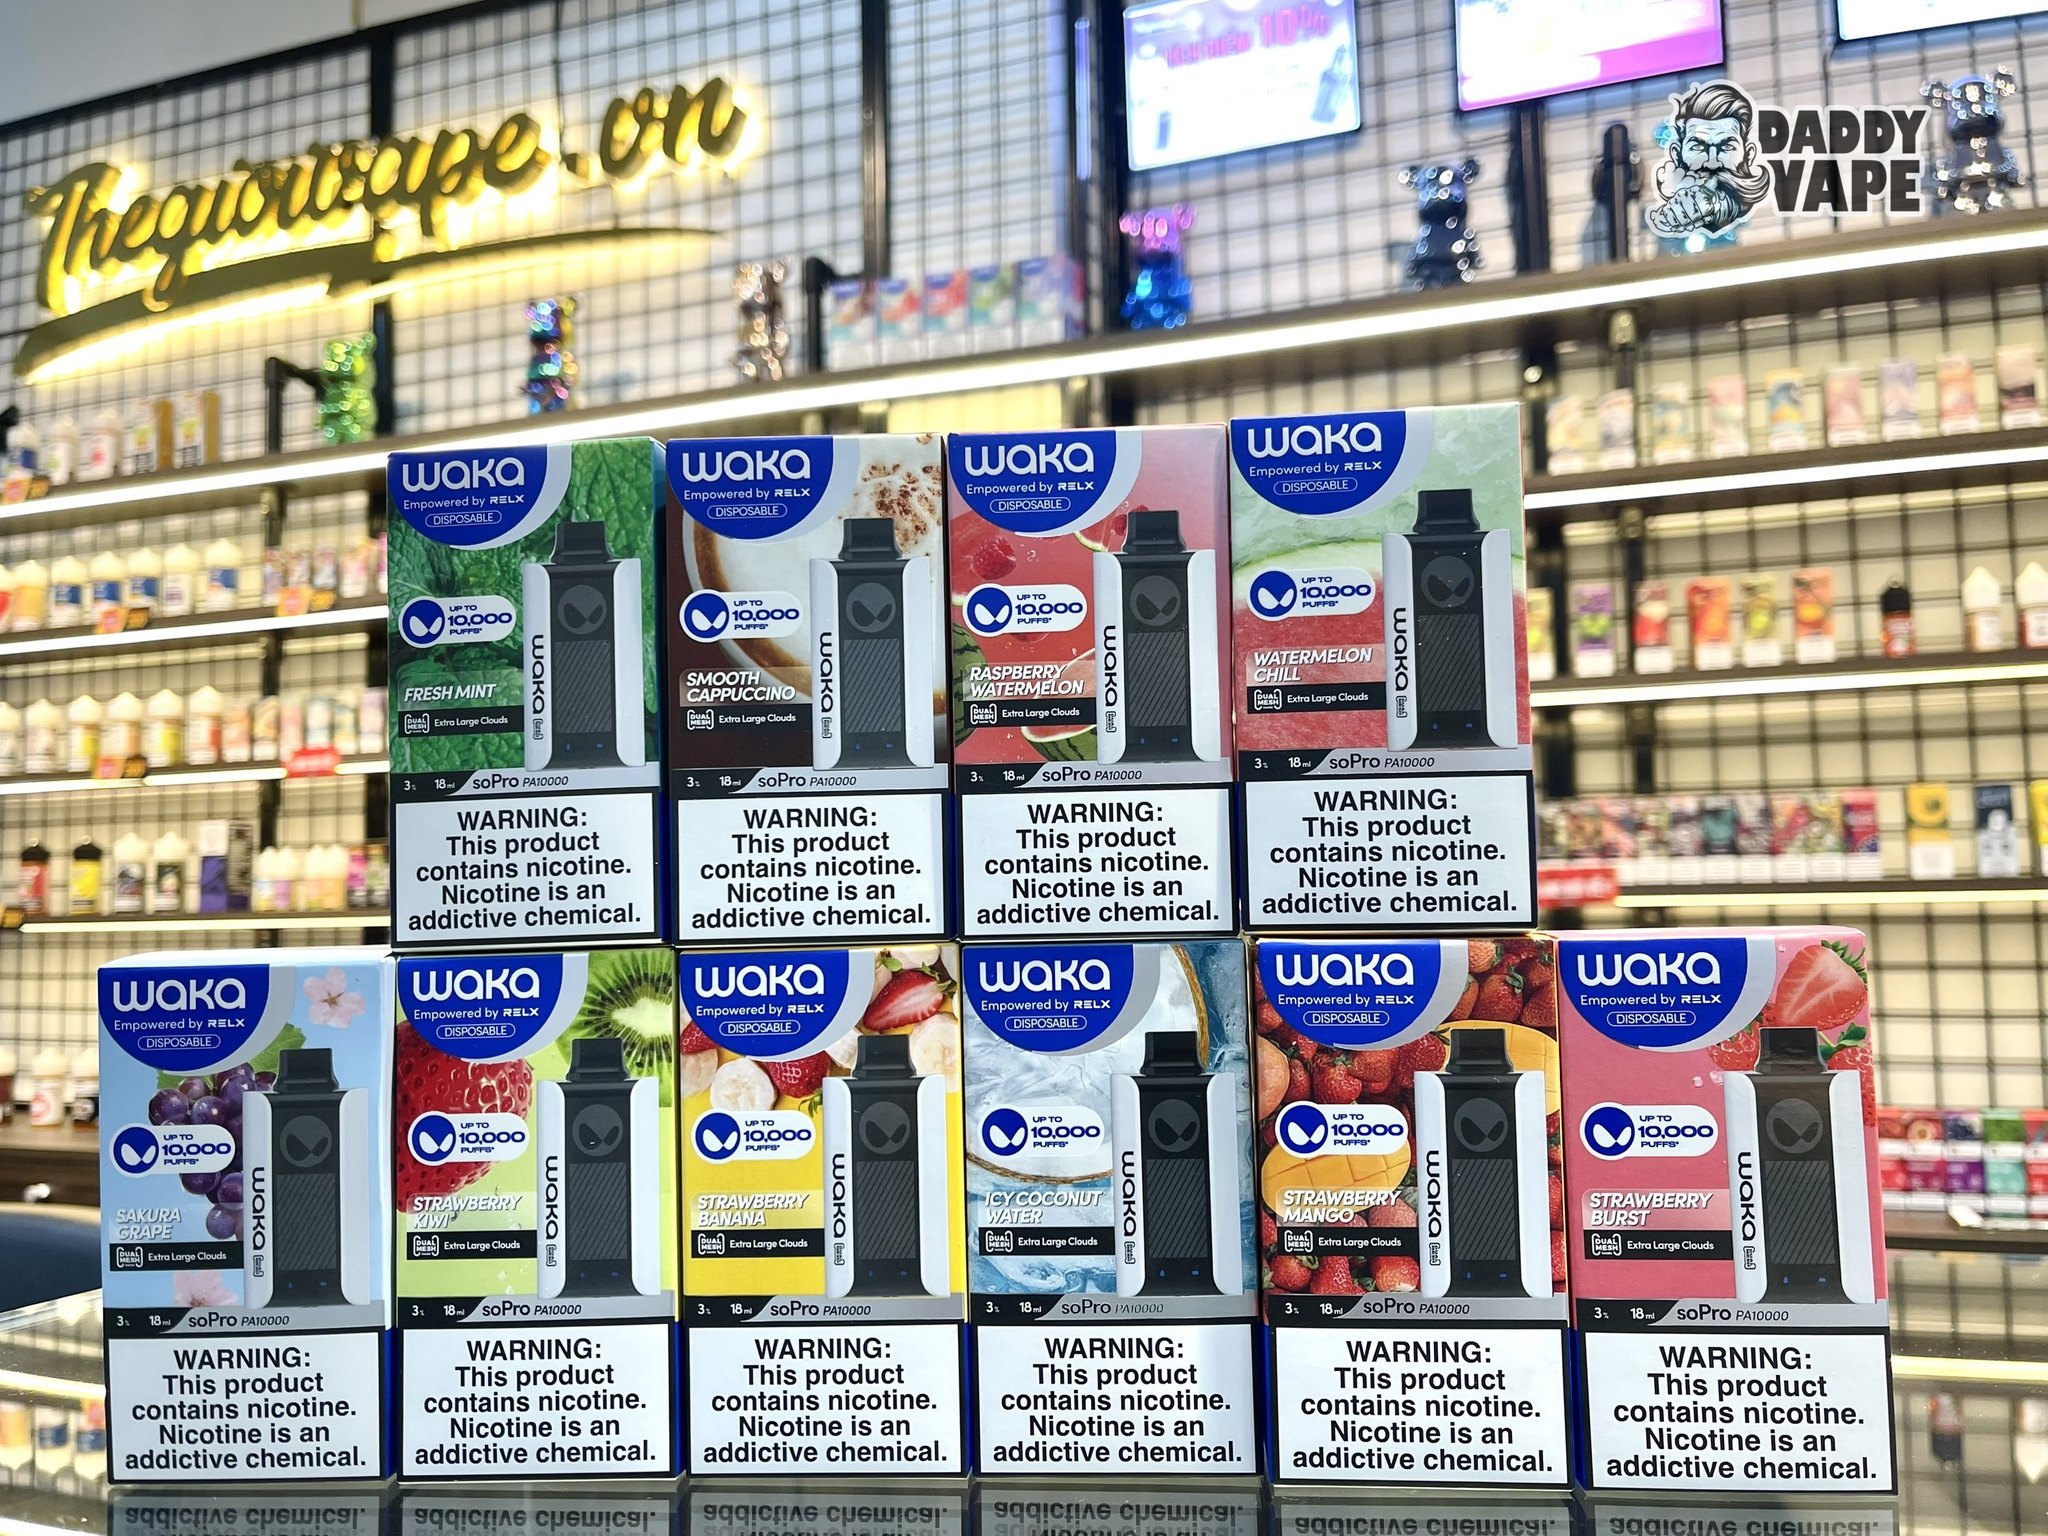 Thegioivape.vn
10%
DADDY
VAPE
waka
Empowered by RELX
DISPOSABLE
UP TO
10,000
PUFFS*
FRESH MINT
DUAL
MESH
Extra Large Clouds
waka
3% 18ml soPro PA10000
WARNING:
This product
contains nicotine.
Nicotine is an
addictive chemical.
waka
Empowered by RELX
DISPOSABLE
UP TO
10,000
PUFFS*
SMOOTH
CAPPUCCINO
DUAL
MESH
Extra Large Clouds
waka
3% 18ml soPro PA10000
WARNING:
This product
contains nicotine.
Nicotine is an
addictive chemical.
waka
Empowered by RELX
DISPOSABLE
UP TO
10,000
PUFFS*
RASPBERRY
WATERMELON
DUAL
MESH
Extra Large Clouds
waka
3% 18ml soPro PA10000
WARNING:
This product
contains nicotine.
Nicotine is an
addictive chemical.
waka
Empowered by RELX
DISPOSABLE
UP TO
10,000
PUFFS*
WATERMELON
CHILL
DUAL
MESH
Extra Large Clouds
waka
3% 18ml soPro PA10000
WARNING:
This product
contains nicotine.
Nicotine is an
addictive chemical.
waka
Empowered by RELX
DISPOSABLE
UP TO
10,000
PUFFS*
SAKURA
GRAPE
DUAL
MESH
Extra Large Clouds
waka
3% 18ml soPro PA10000
WARNING:
This product
contains nicotine.
Nicotine is an
addictive chemical.
waka
Empowered by RELX
DISPOSABLE
UP TO
10,000
PUFFS*
STRAWBERRY
KIWI
DUAL
MESH
Extra Large Clouds
waka
3% 18ml soPro PA10000
WARNING:
This product
contains nicotine.
Nicotine is an
addictive chemical.
waka
Empowered by RELX
DISPOSABLE
UP TO
10,000
PUFFS*
STRAWBERRY
BANANA
DUAL
MESH
Extra Large Clouds
waka
3% 18ml soPro PA10000
WARNING:
This product
contains nicotine.
Nicotine is an
addictive chemical.
waka
Empowered by RELX
DISPOSABLE
UP TO
10,000
PUFFS*
ICY COCONUT
WATER
DUAL
MESH
Extra Large Clouds
waka
3% 18ml soPro PA10000
WARNING:
This product
contains nicotine.
Nicotine is an
addictive chemical.
waka
Empowered by RELX
DISPOSABLE
UP TO
10,000
PUFFS*
STRAWBERRY
MANGO
DUAL
MESH
Extra Large Clouds
waka
3% 18ml soPro PA10000
WARNING:
This product
contains nicotine.
Nicotine is an
addictive chemical.
waka
Empowered by RELX
DISPOSABLE
UP TO
10,000
PUFFS*
STRAWBERRY
BURST
DUAL
MESH
Extra Large Clouds
waka
3% 18ml soPro PA10000
WARNING:
This product
contains nicotine.
Nicotine is an
addictive chemical.